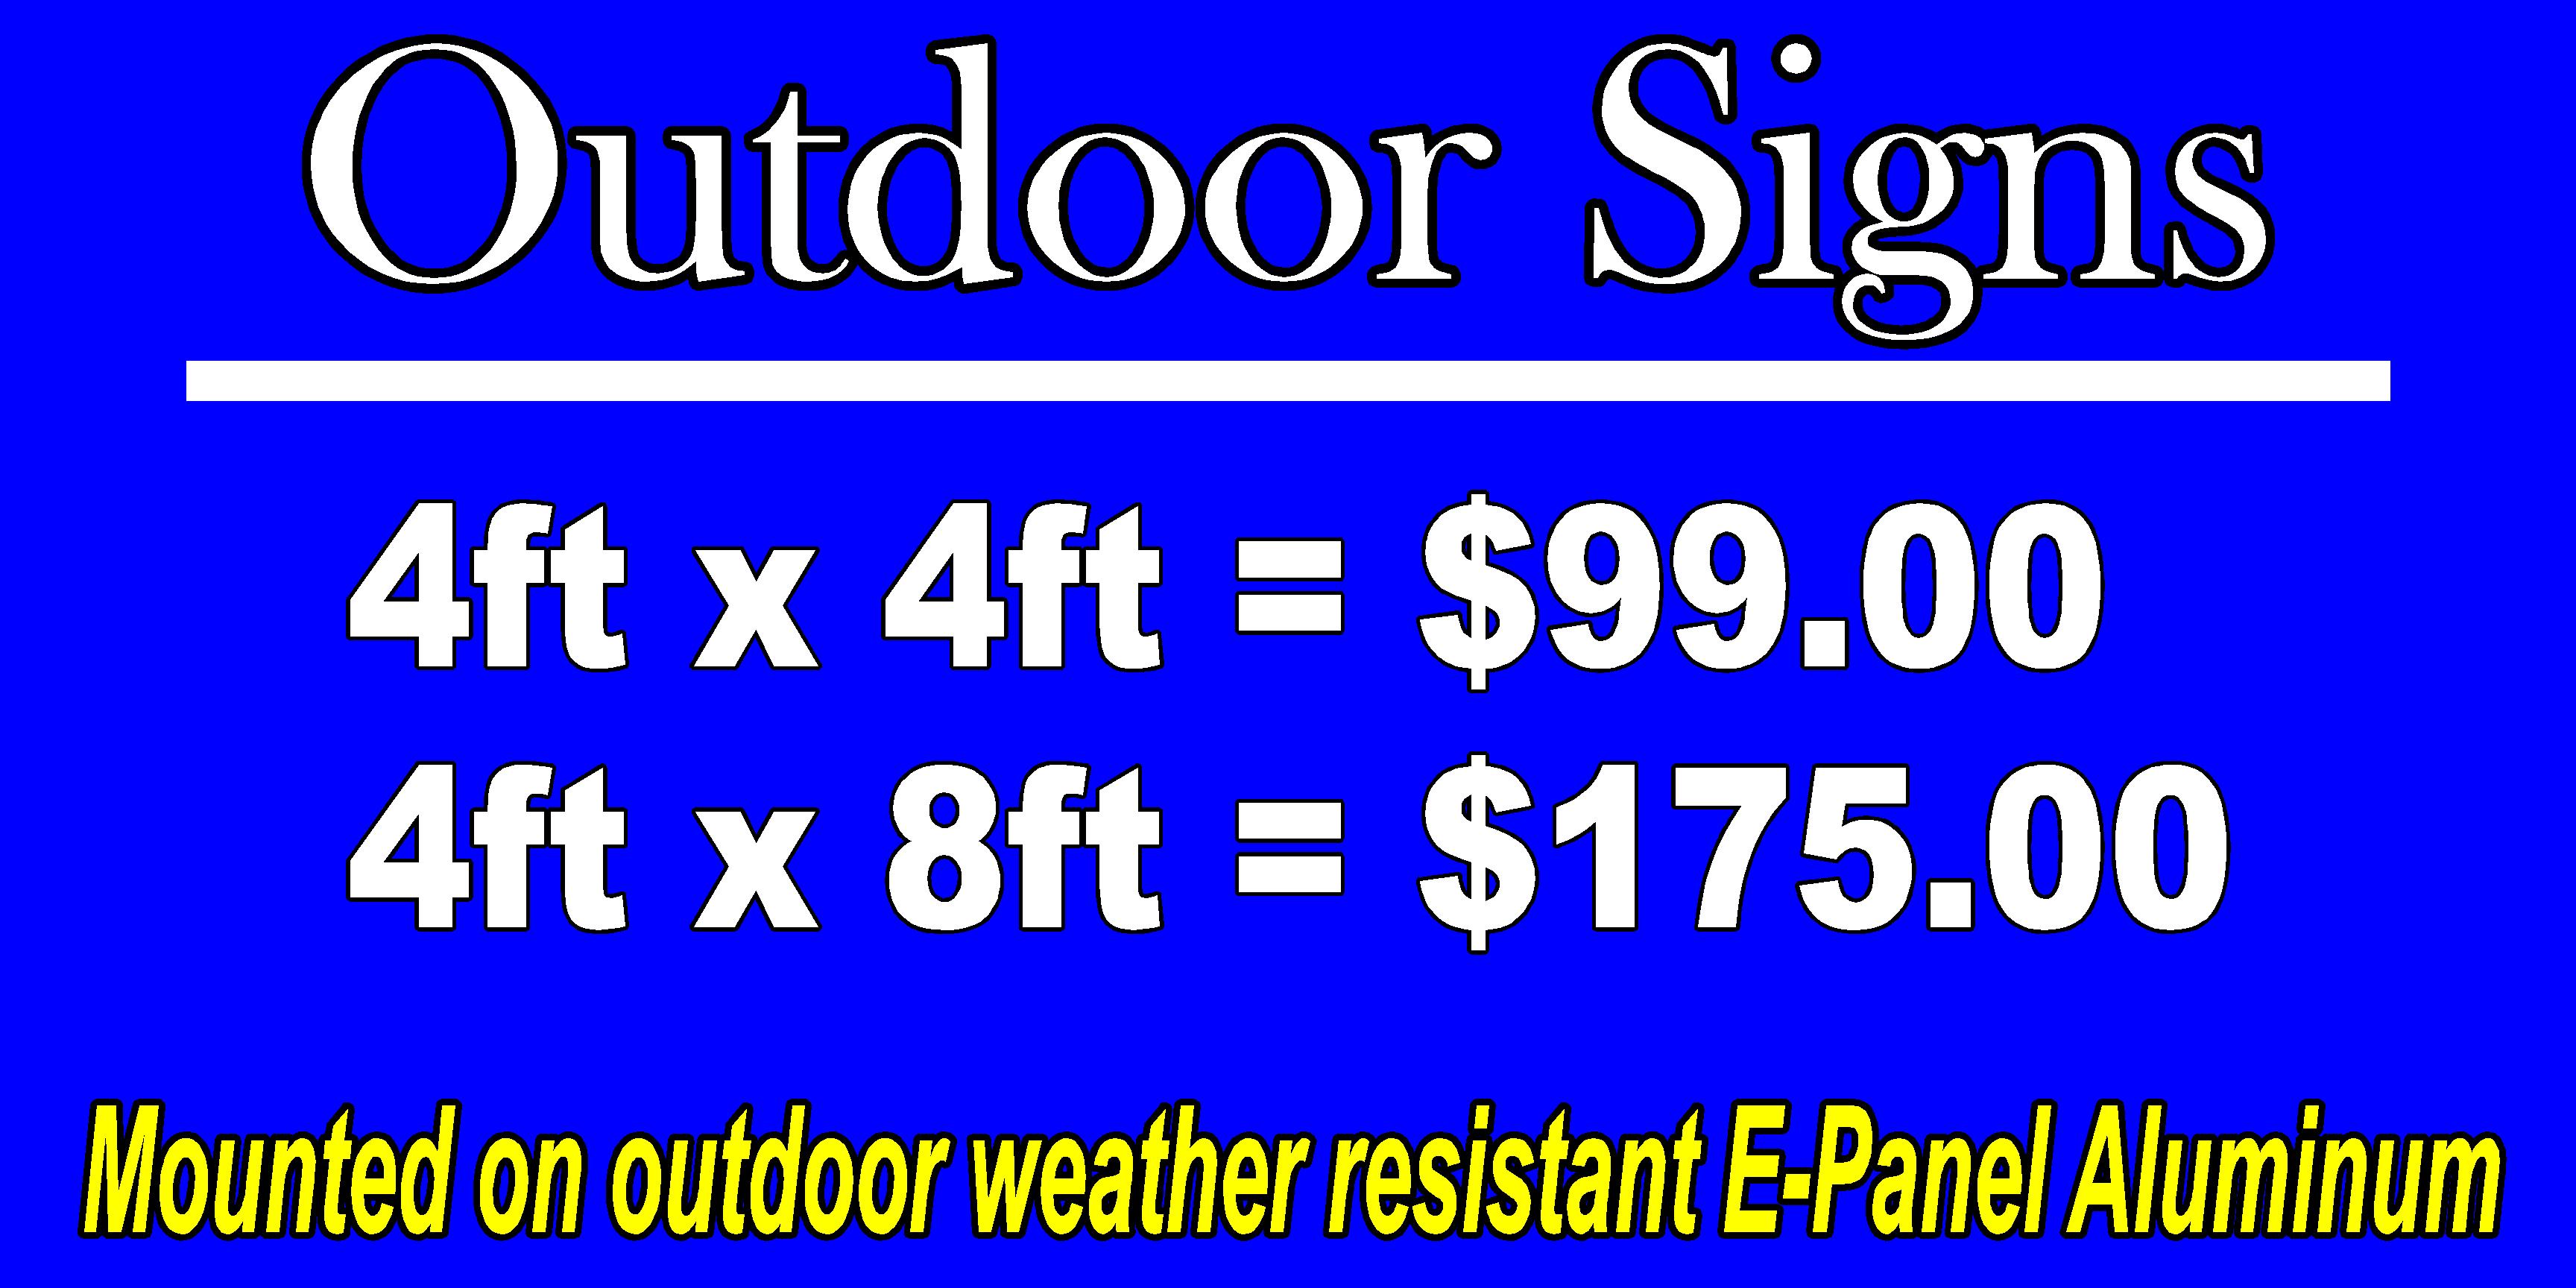 Outdoor Signs
4ft x 4ft = $99.00
4ft x 8ft = $175.00
Mounted on outdoor weather resistant E-Panel Aluminum